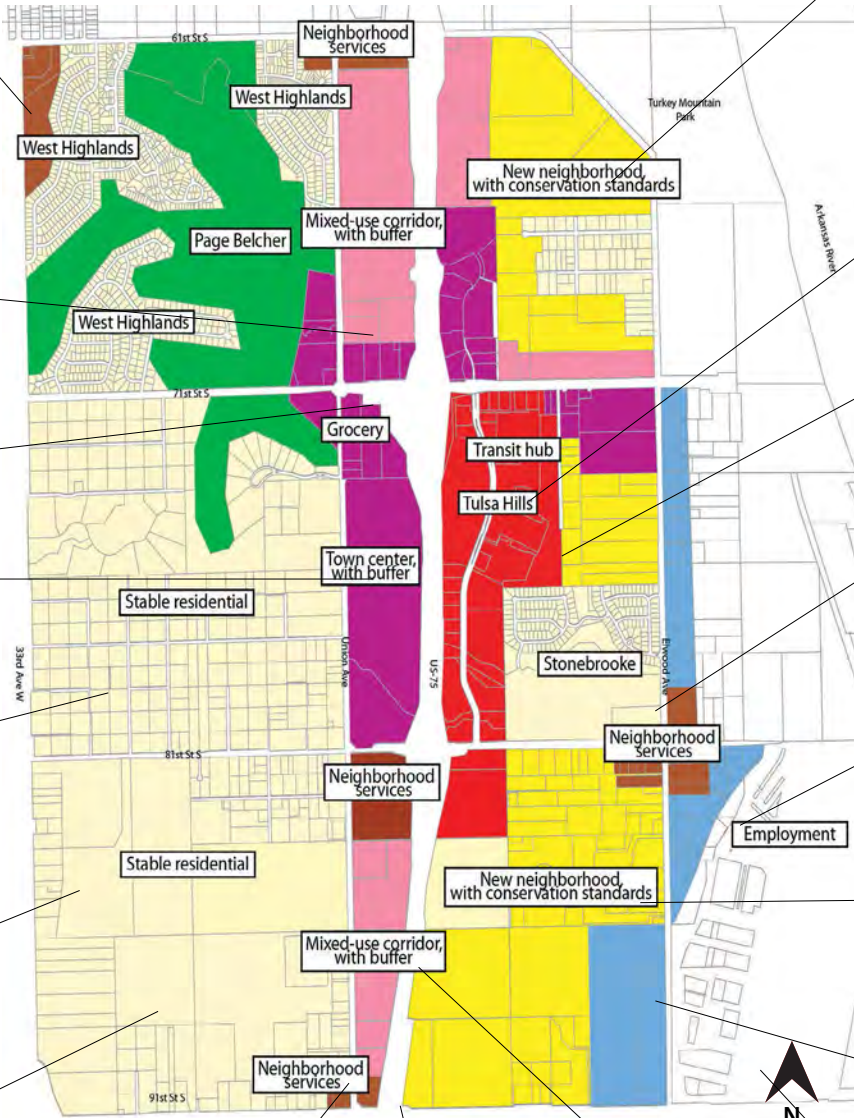 61st St S
Neighborhood
services
West Highlands
Turkey Mountain
Park
West Highlands
New neighborhood,
with conservation standards
Mixed-use corridor,
with buffer
Arkansas River
Page Belcher
West Highlands
71st St S
Grocery
Transit hub
Tulsa Hills
Town center,
with buffer
Stable residential
33rd Ave W
Union Ave
US-75
Elwood Ave
Stonebrooke
Neighborhood
services
81st St S
Neighborhood
services
Employment
Stable residential
New neighborhood,
with conservation standards
Mixed-use corridor,
with buffer
Neighborhood
services
91st St S
N